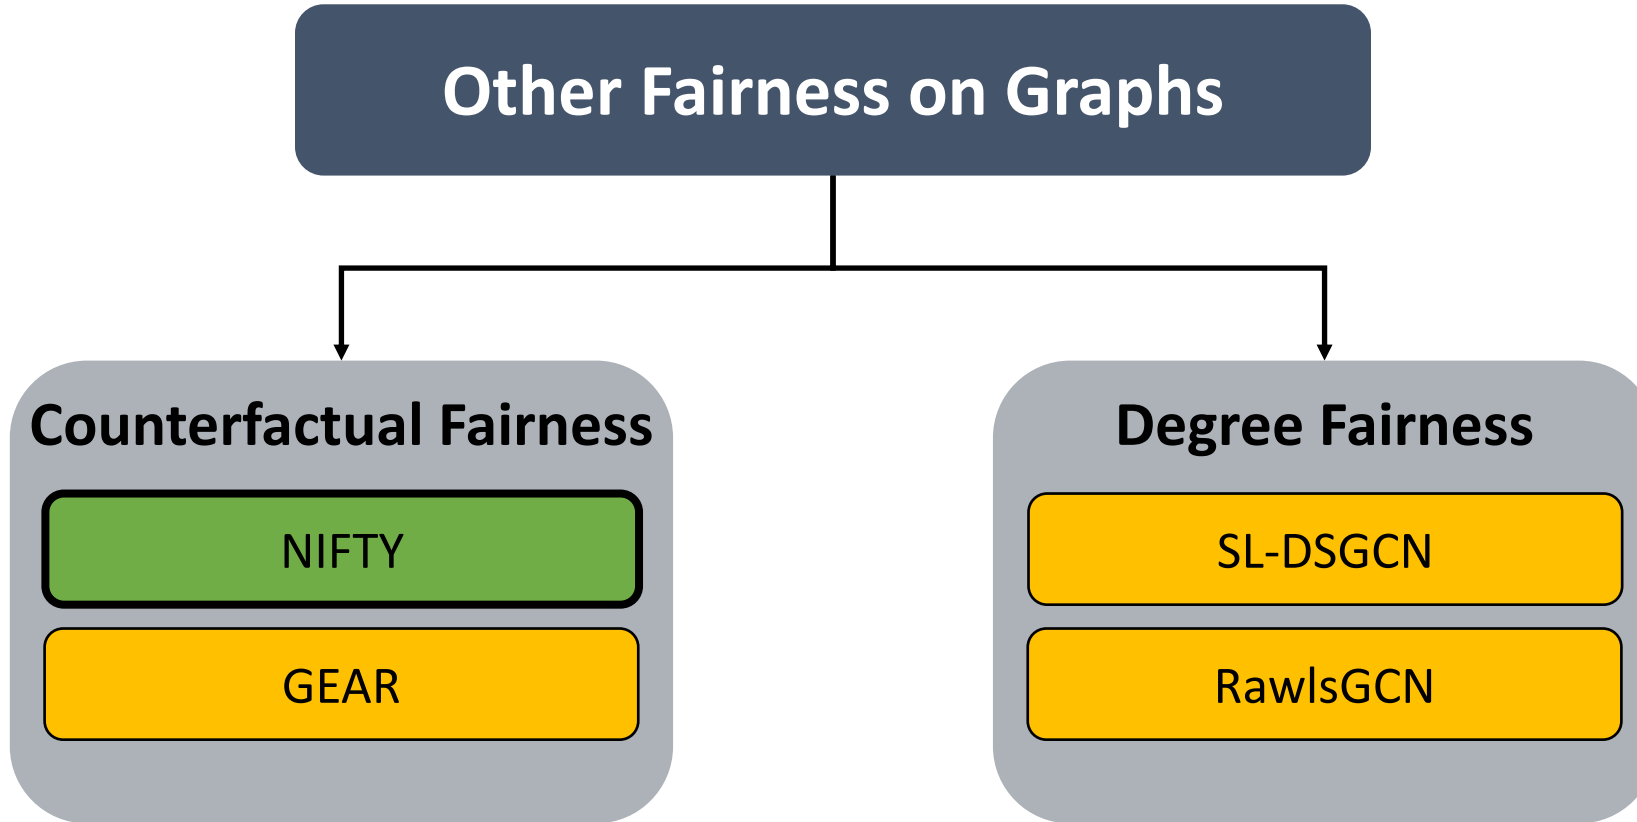 Other Fairness on Graphs
Counterfactual Fairness
NIFTY
GEAR
Degree Fairness
SL-DSGCN
RawlsGCN